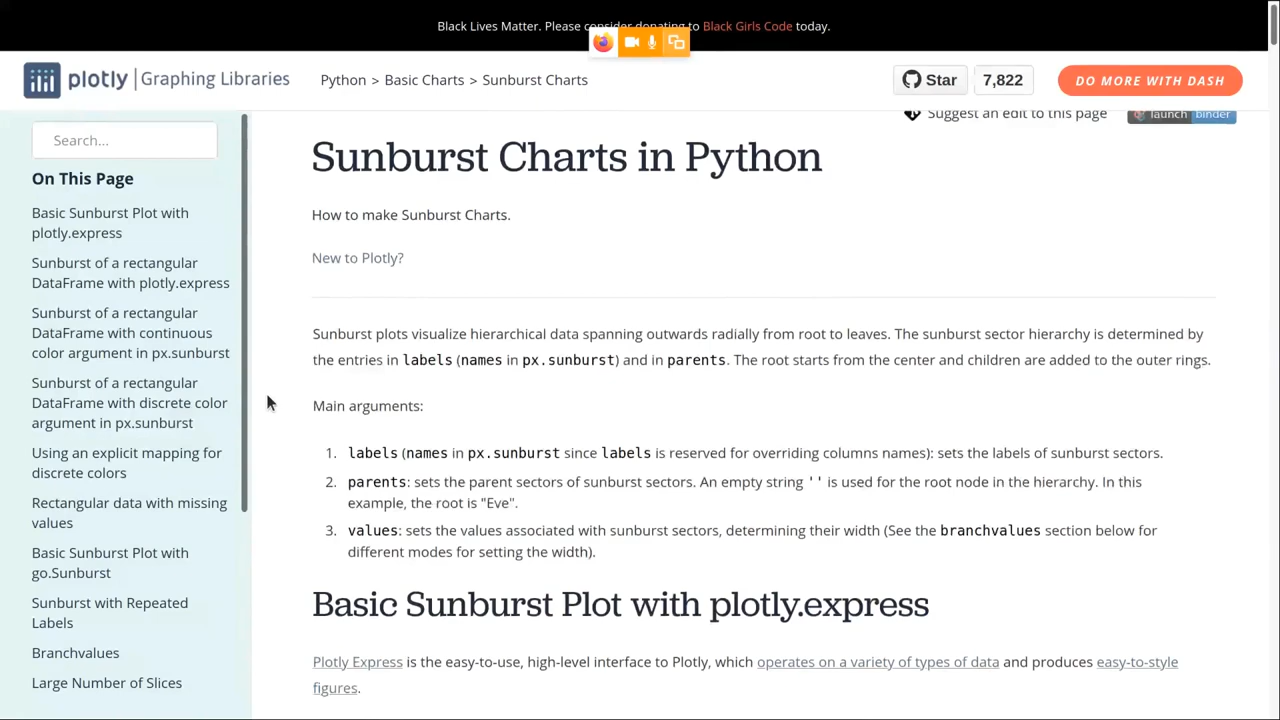 Black Lives Matter. Please consider donating to Black Girls Code today.
plotly | Graphing Libraries
Python > Basic Charts > Sunburst Charts
Star
7,822
DO MORE WITH DASH
Suggest an edit to this page
launch binder
Search...
On This Page
Basic Sunburst Plot with
plotly.express
Sunburst of a rectangular
DataFrame with plotly.express
Sunburst of a rectangular
DataFrame with continuous
color argument in px.sunburst
Sunburst of a rectangular
DataFrame with discrete color
argument in px.sunburst
Using an explicit mapping for
discrete colors
Rectangular data with missing
values
Basic Sunburst Plot with
go.Sunburst
Sunburst with Repeated
Labels
Branchvalues
Large Number of Slices
Sunburst Charts in Python
How to make Sunburst Charts.
New to Plotly?
Sunburst plots visualize hierarchical data spanning outwards radially from root to leaves. The sunburst sector hierarchy is determined by
the entries in labels (names in px.sunburst) and in parents. The root starts from the center and children are added to the outer rings.
Main arguments:
1. labels (names in px.sunburst since labels is reserved for overriding columns names): sets the labels of sunburst sectors.
2. parents: sets the parent sectors of sunburst sectors. An empty string '' is used for the root node in the hierarchy. In this
example, the root is "Eve".
3. values: sets the values associated with sunburst sectors, determining their width (See the branchvalues section below for
different modes for setting the width).
Basic Sunburst Plot with plotly.express
Plotly Express is the easy-to-use, high-level interface to Plotly, which operates on a variety of types of data and produces easy-to-style
figures.